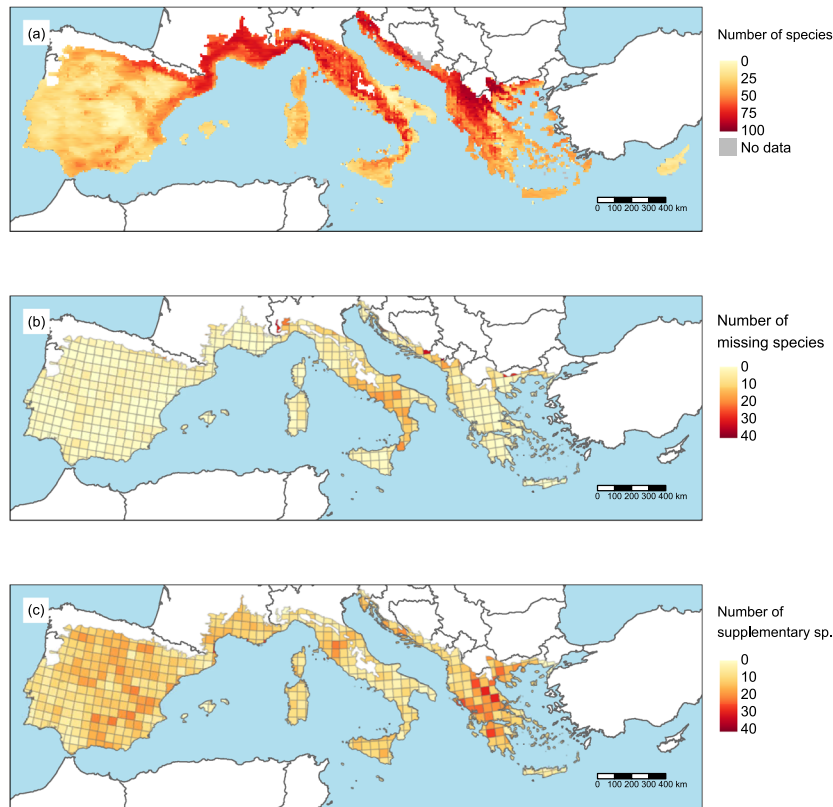 (a)
Number of species
0
25
50
75
100
No data
0 100 200 300 400 km
(b)
Number of
missing species
0
10
20
30
40
0 100 200 300 400 km
(c)
Number of
supplementary sp.
0
10
20
30
40
0 100 200 300 400 km